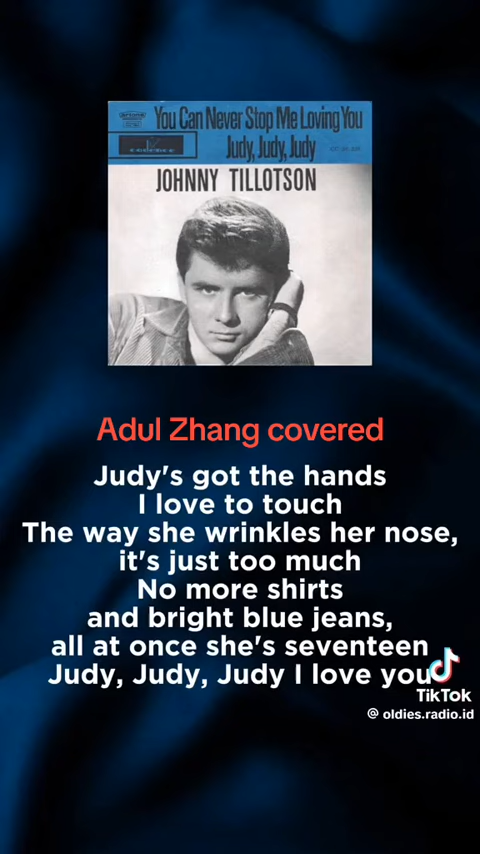 You Can Never Stop Me Loving You
Judy, Judy, Judy
cadence
JOHNNY TILLOTSON
Adul Zhang covered
Judy's got the hands
I love to touch
The way she wrinkles her nose,
it's just too much
No more shirts
and bright blue jeans,
all at once she's seventeen
Judy, Judy, Judy I love you
TikTok
@ oldies.radio.id